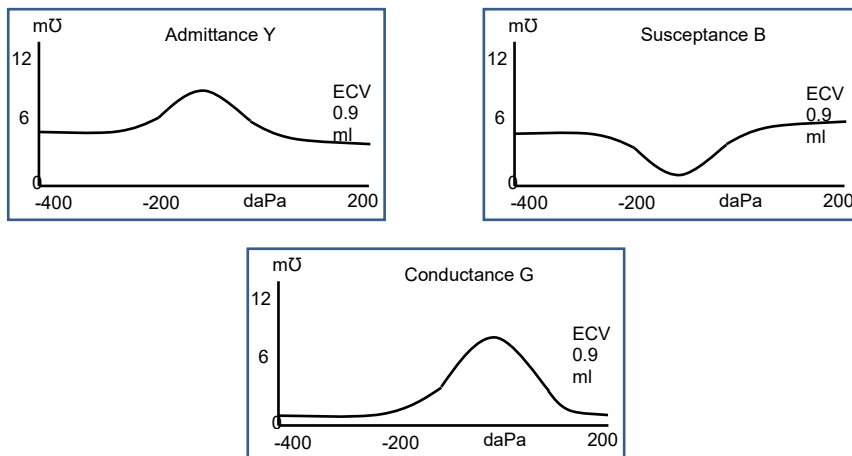 m℧
Admittance Y
12
6
0
ECV
0.9
ml
-400
-200
daPa
200
m℧
Susceptance B
12
6
0
ECV
0.9
ml
-400
-200
daPa
200
m℧
Conductance G
12
6
0
ECV
0.9
ml
-400
-200
daPa
200